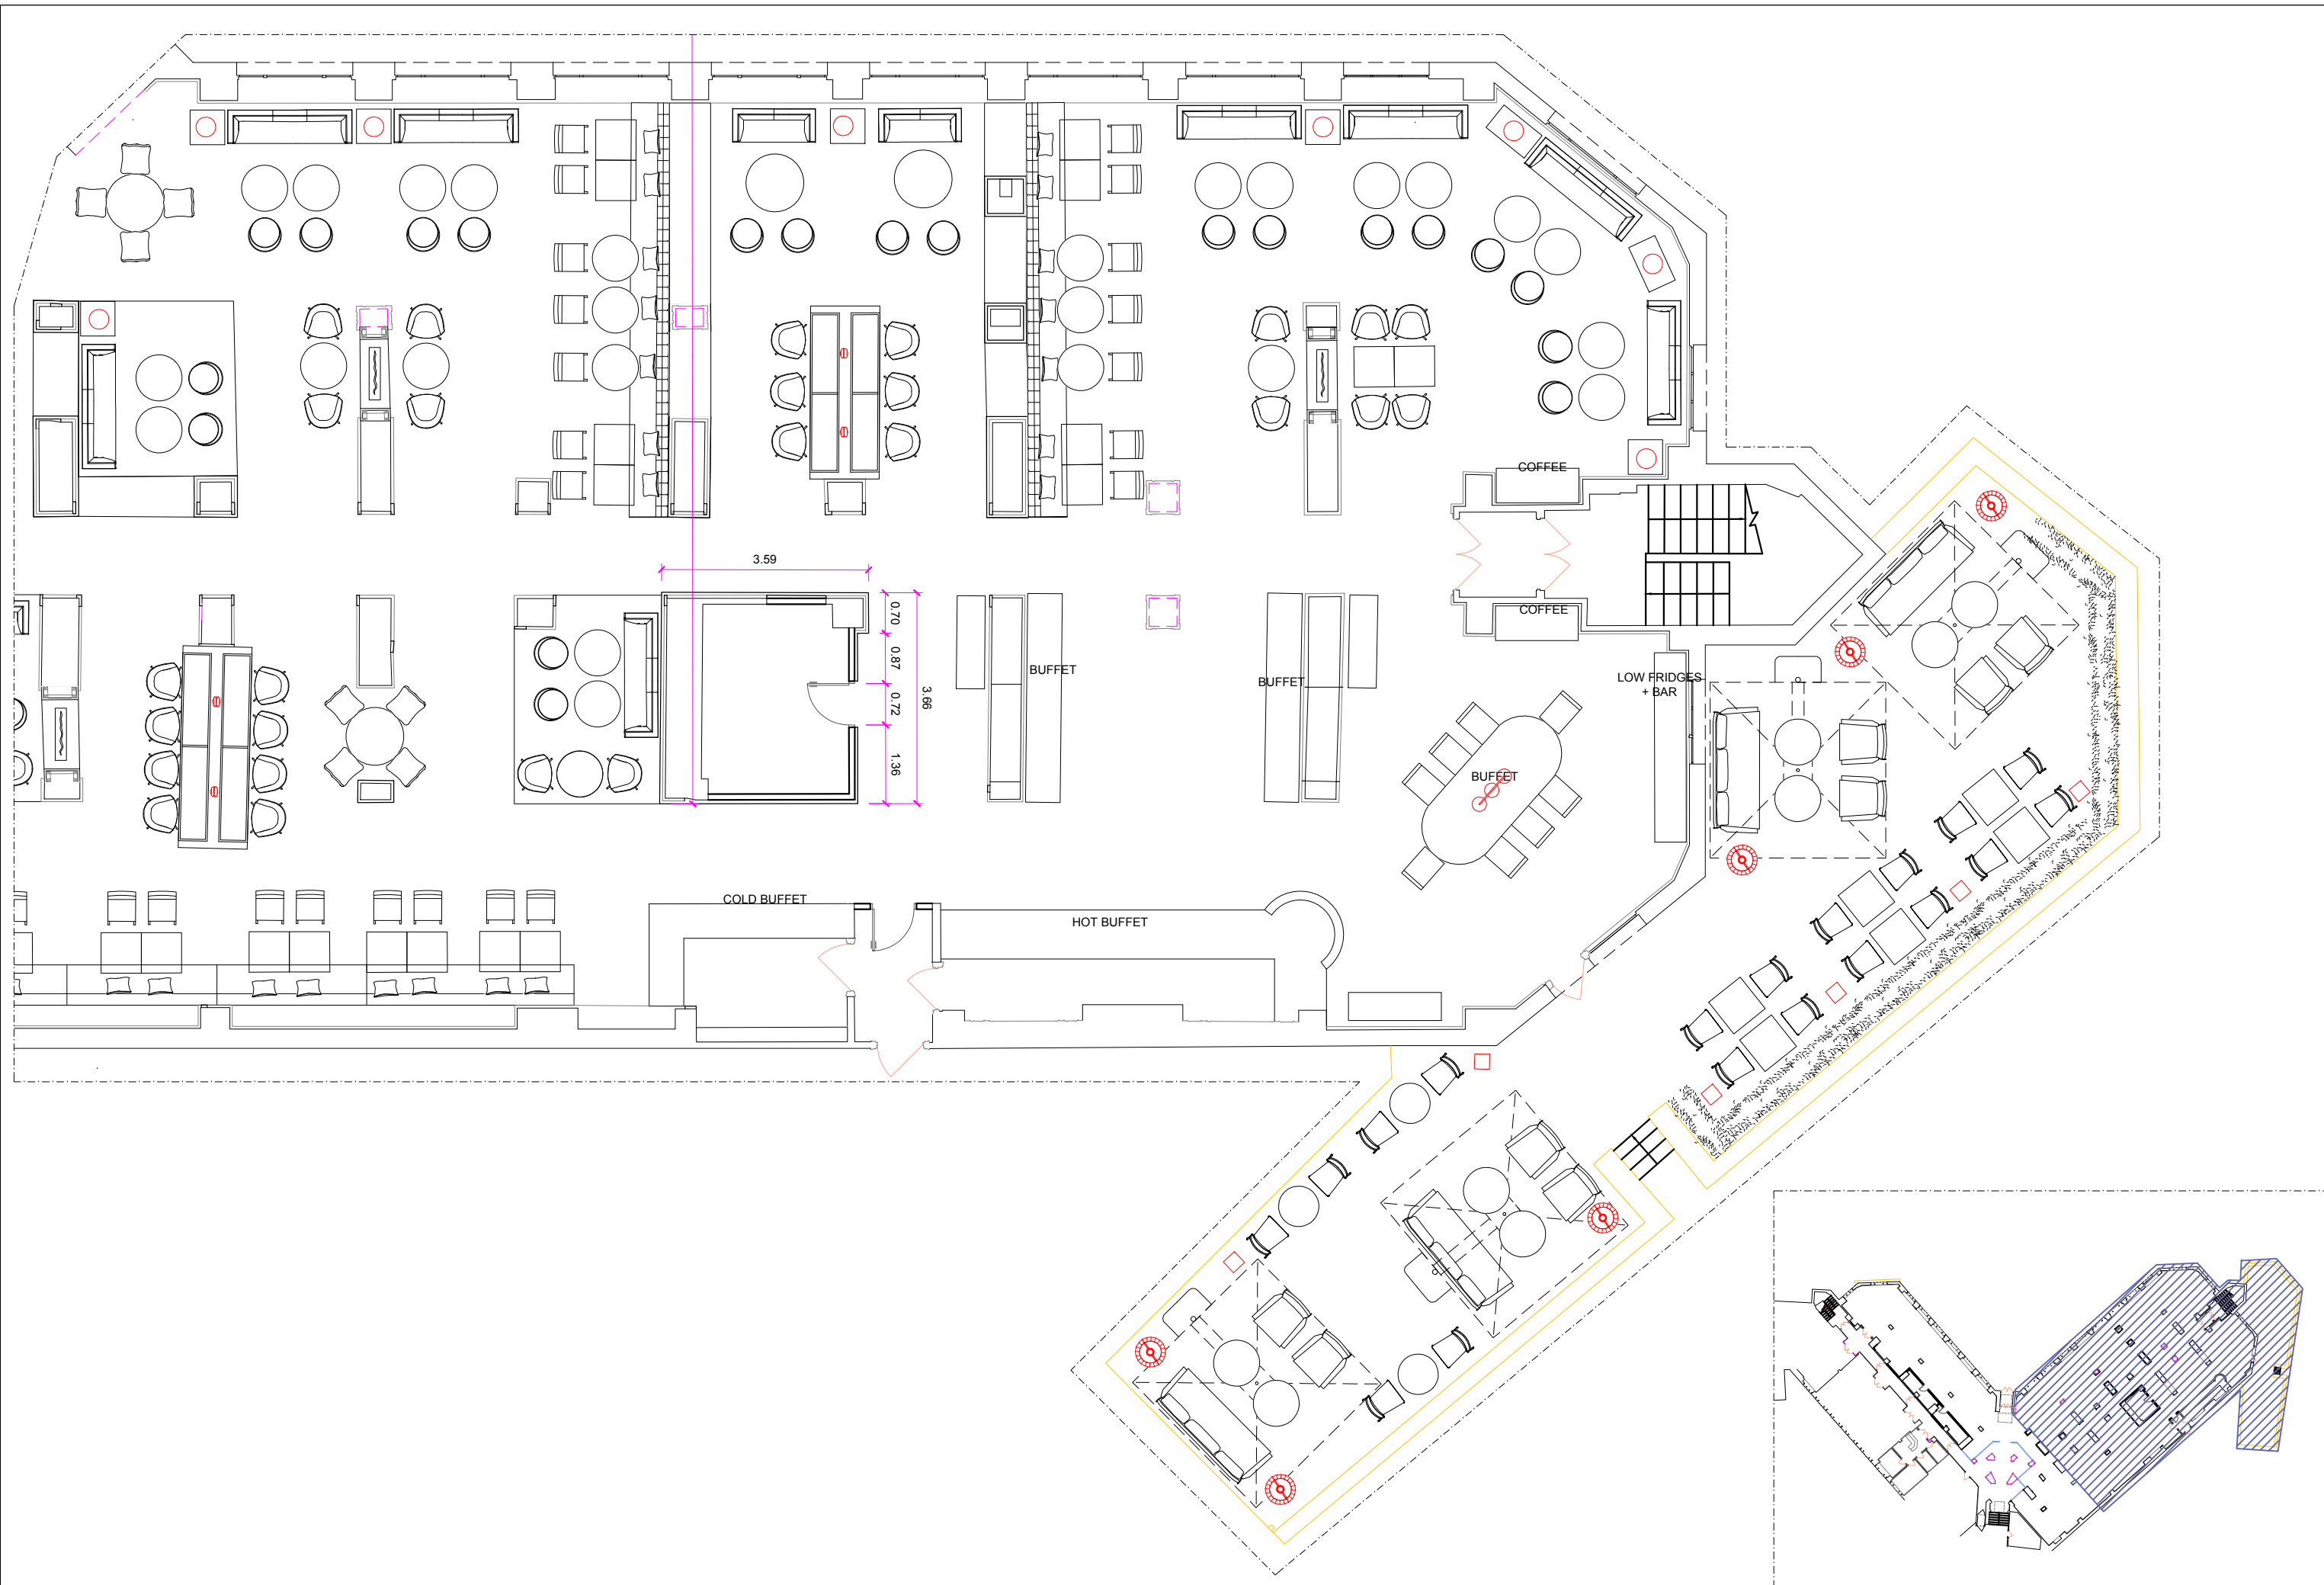 COFFEE
3.59
0.70
COFFEE
0.87
BUFFET
BUFFET
LOW FRIDGES
+ BAR
3.66
0.72
1.36
BUFFET
COLD BUFFET
HOT BUFFET